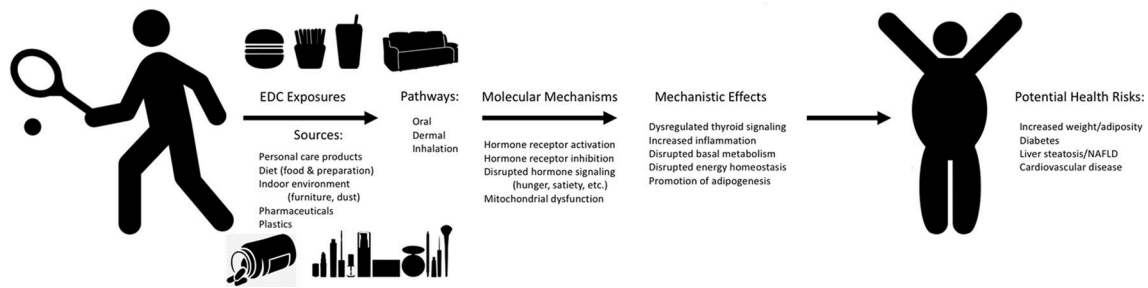 EDC Exposures
Sources:
Personal care products
Diet (food & preparation)
Indoor environment
(furniture, dust)
Pharmaceuticals
Plastics
Pathways:
Oral
Dermal
Inhalation
Molecular Mechanisms
Hormone receptor activation
Hormone receptor inhibition
Disrupted hormone signaling
(hunger, satiety, etc.)
Mitochondrial dysfunction
Mechanistic Effects
Dysregulated thyroid signaling
Increased inflammation
Disrupted basal metabolism
Disrupted energy homeostasis
Promotion of adipogenesis
Potential Health Risks:
Increased weight/adiposity
Diabetes
Liver steatosis/NAFLD
Cardiovascular disease